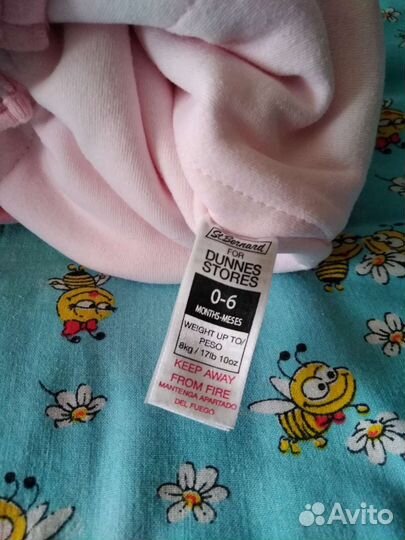 St. Bernard
FOR
DUNNES
STORES
0-6
MONTHS-MESES
WEIGHT UP TO/
PESO
8kg / 17lb 10oz
KEEP AWAY
FROM FIRE
MANTENGA APARTADO
DEL FUEGO
Avito